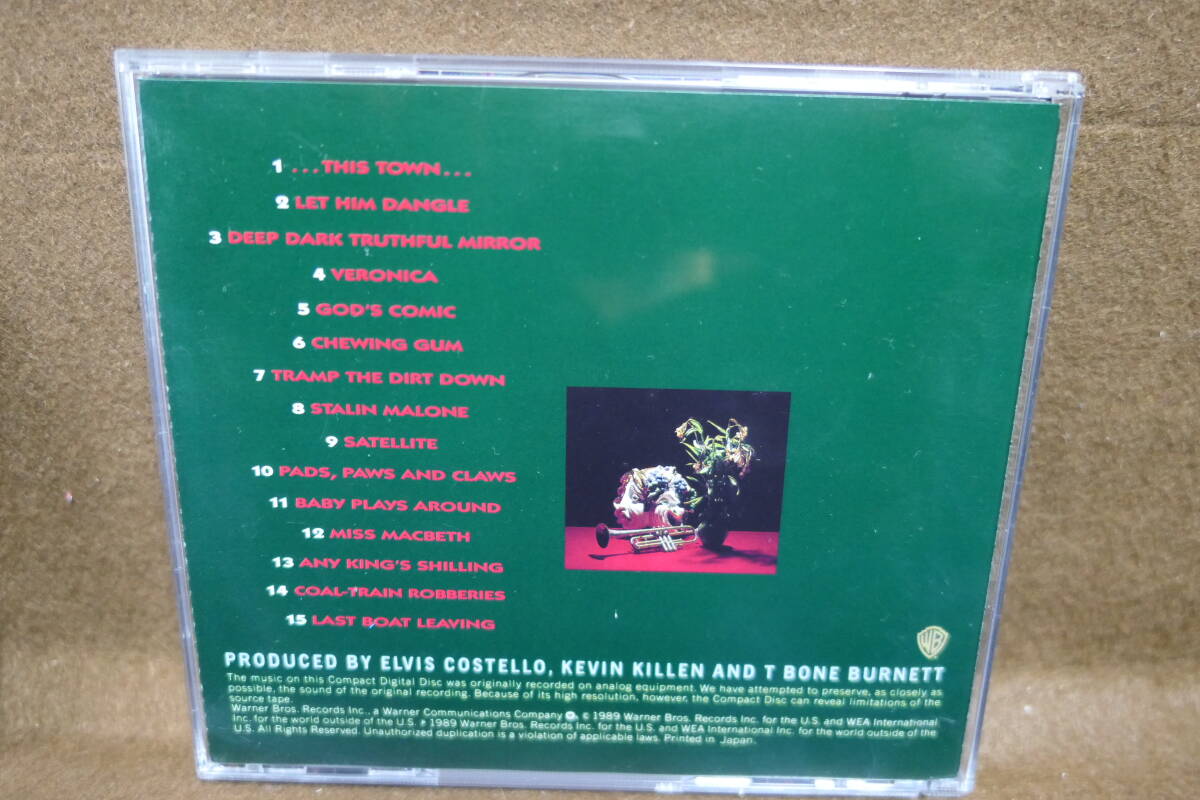 1 ...THIS TOWN...
2 LET HIM DANGLE
3 DEEP DARK TRUTHFUL MIRROR
4 VERONICA
5 GOD'S COMIC
6 CHEWING GUM
7 TRAMP THE DIRT DOWN
8 STALIN MALONE
9 SATELLITE
10 PADS, PAWS AND CLAWS
11 BABY PLAYS AROUND
12 MISS MACBETH
13 ANY KING'S SHILLING
14 COAL-TRAIN ROBBERIES
15 LAST BOAT LEAVING
WB
PRODUCED BY ELVIS COSTELLO, KEVIN KILLEN AND T BONE BURNETT
The music on this Compact Digital Disc was originally recorded on analog equipment. We have attempted to preserve, as closely as
possible, the sound of the original recording. Because of its high resolution, however, the Compact Disc can reveal limitations of the
source tape.
Warner Bros. Records Inc., a Warner Communications Company, © 1989 Warner Bros. Records Inc. for the U.S. and WEA International
Inc. for the world outside of the U.S. ℗ 1989 Warner Bros. Records Inc. for the U.S. and WEA International Inc. for the world outside of the
U.S. All Rights Reserved. Unauthorized duplication is a violation of applicable laws. Printed in Japan.